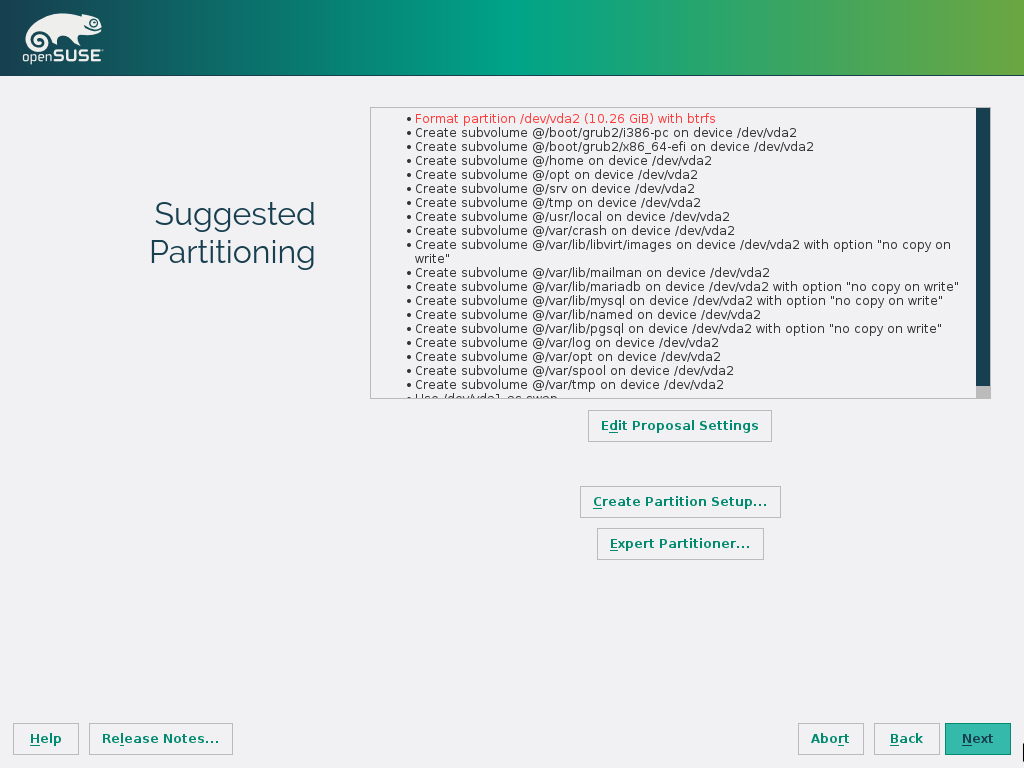 openSUSE
Suggested
Partitioning
• Format partition /dev/vda2 (10.26 GiB) with btrfs
• Create subvolume @/boot/grub2/i386-pc on device /dev/vda2
• Create subvolume @/boot/grub2/x86_64-efi on device /dev/vda2
• Create subvolume @/home on device /dev/vda2
• Create subvolume @/opt on device /dev/vda2
• Create subvolume @/srv on device /dev/vda2
• Create subvolume @/tmp on device /dev/vda2
• Create subvolume @/usr/local on device /dev/vda2
• Create subvolume @/var/crash on device /dev/vda2
• Create subvolume @/var/lib/libvirt/images on device /dev/vda2 with option "no copy on
write"
• Create subvolume @/var/lib/mailman on device /dev/vda2
• Create subvolume @/var/lib/mariadb on device /dev/vda2 with option "no copy on write"
• Create subvolume @/var/lib/mysql on device /dev/vda2 with option "no copy on write"
• Create subvolume @/var/lib/named on device /dev/vda2
• Create subvolume @/var/lib/pgsql on device /dev/vda2 with option "no copy on write"
• Create subvolume @/var/log on device /dev/vda2
• Create subvolume @/var/opt on device /dev/vda2
• Create subvolume @/var/spool on device /dev/vda2
• Create subvolume @/var/tmp on device /dev/vda2
• Use /dev/vda1 as swap
Edit Proposal Settings
Create Partition Setup...
Expert Partitioner...
Help
Release Notes...
Abort
Back
Next